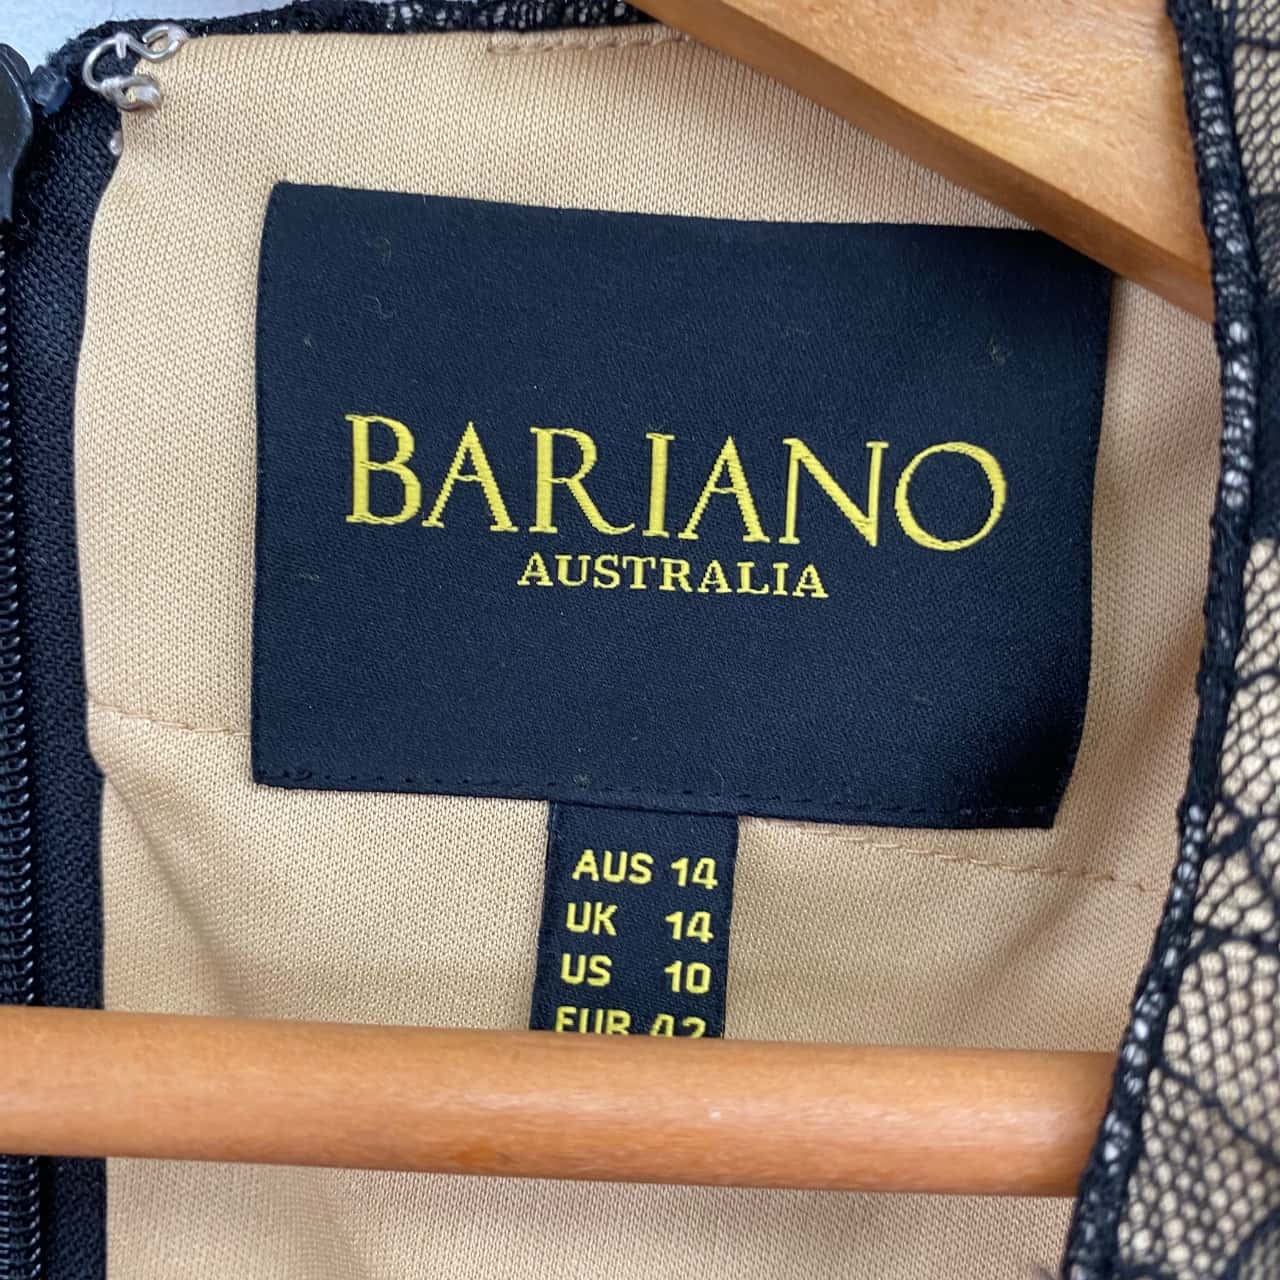 BARIANO
AUSTRALIA
AUS 14
UK 14
US 10
EUR 42